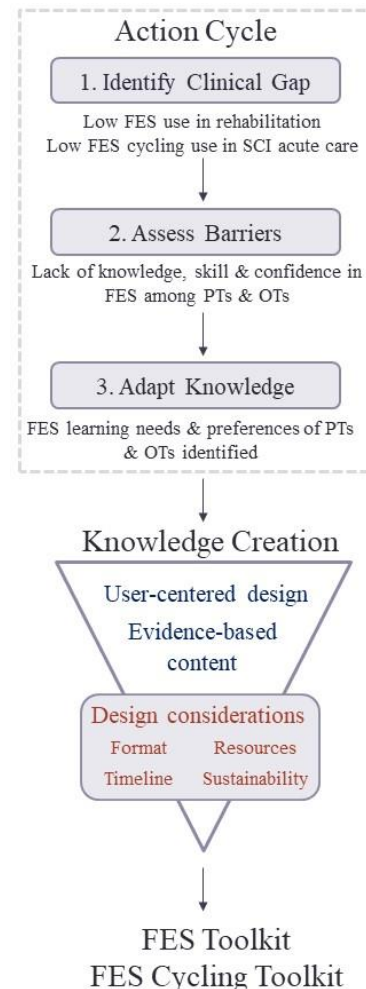 Action Cycle
1. Identify Clinical Gap
Low FES use in rehabilitation
Low FES cycling use in SCI acute care
2. Assess Barriers
Lack of knowledge, skill & confidence in
FES among PTs & OTs
3. Adapt Knowledge
FES learning needs & preferences of PTs
& OTs identified
Knowledge Creation
User-centered design
Evidence-based
content
Design considerations
Format Resources
Timeline Sustainability
FES Toolkit
FES Cycling Toolkit